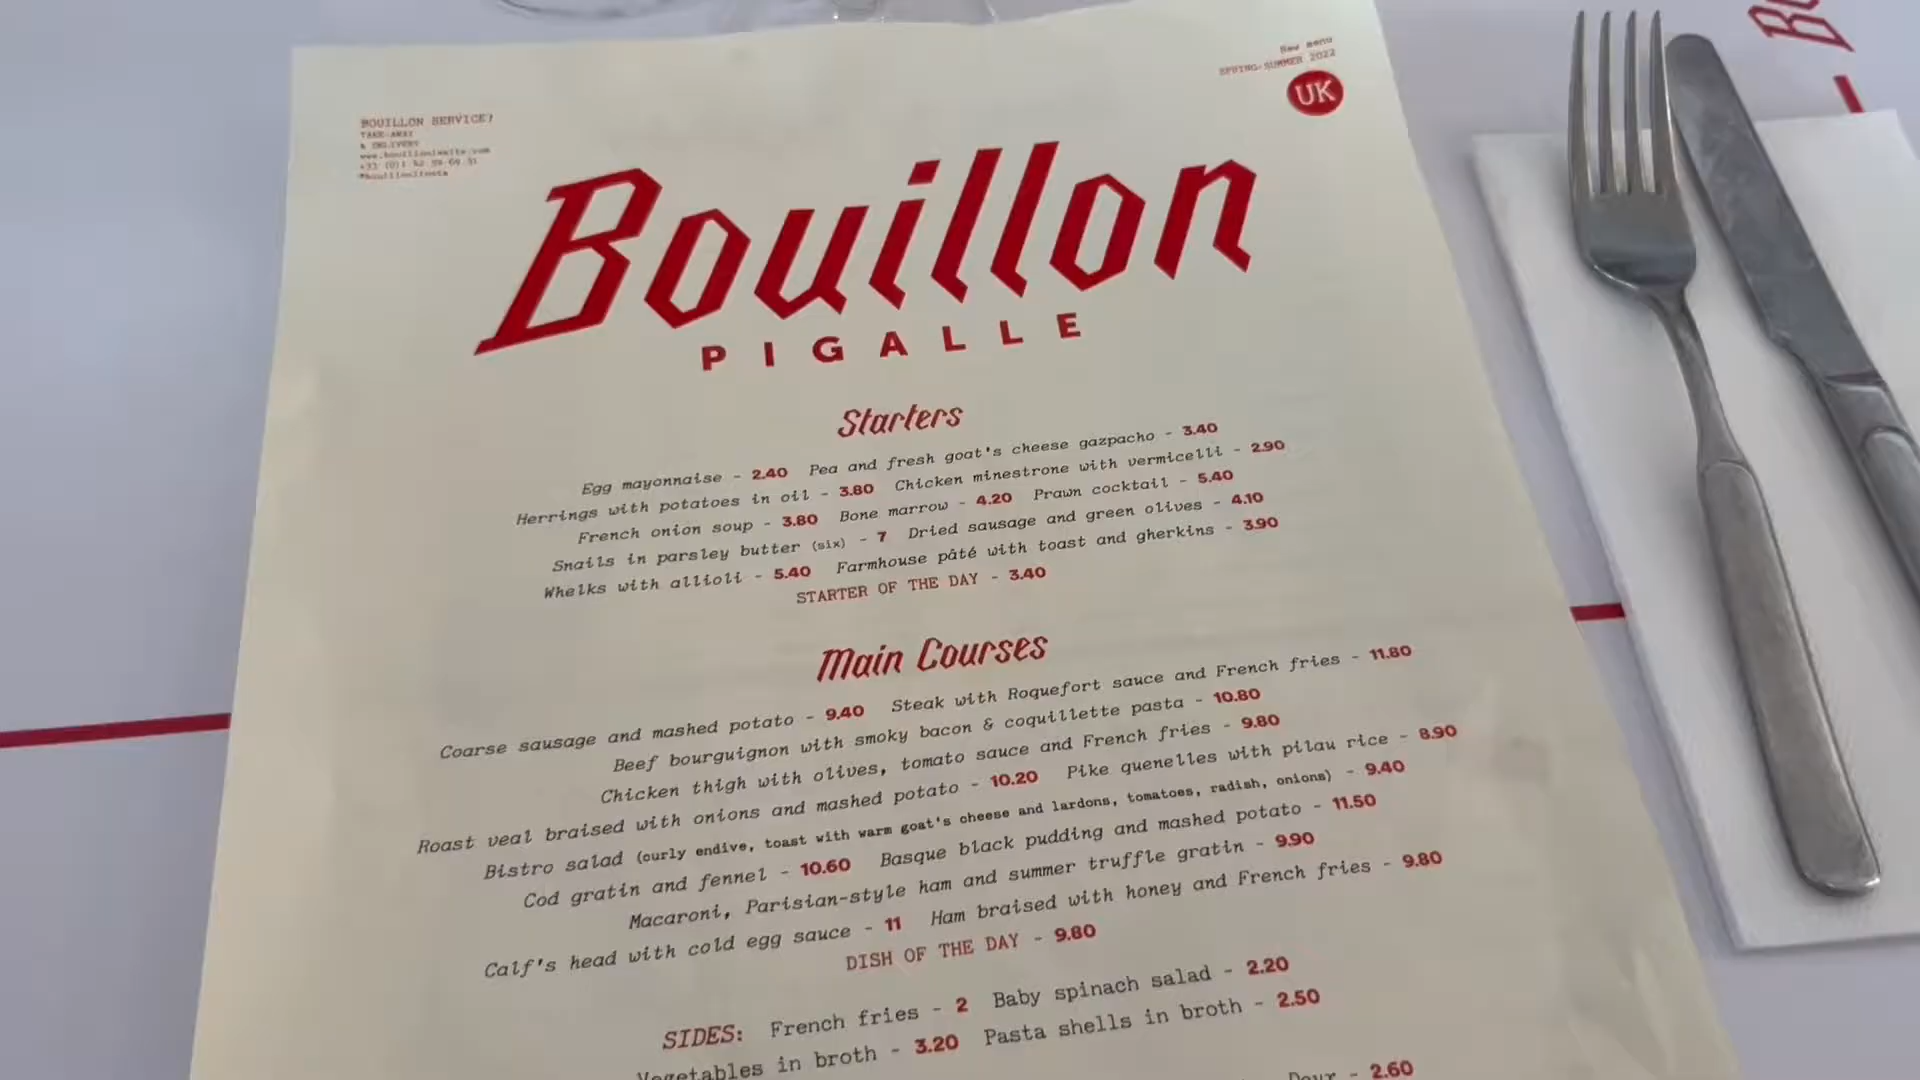 New menu
SPRING-SUMMER 2022
UK
BOUILLON SERVICE!
TAKE-AWAY
& DELIVERY
Bouillon
PIGALLE
Starters
Egg mayonnaise - 2.40 Pea and fresh goat's cheese gazpacho - 3.40
Herrings with potatoes in oil - 3.80 Chicken minestrone with vermicelli - 2.90
French onion soup - 3.80 Bone marrow - 4.20 Prawn cocktail - 5.40
Snails in parsley butter (six) - 7 Dried sausage and green olives - 4.10
Whelks with allioli - 5.40 Farmhouse pâté with toast and gherkins - 3.90
STARTER OF THE DAY - 3.40
Main Courses
Coarse sausage and mashed potato - 9.40 Steak with Roquefort sauce and French fries - 11.80
Beef bourguignon with smoky bacon & coquillette pasta - 10.80
Chicken thigh with olives, tomato sauce and French fries - 9.80
Roast veal braised with onions and mashed potato - 10.20 Pike quenelles with pilau rice - 8.90
Bistro salad (curly endive, toast with warm goat's cheese and lardons, tomatoes, radish, onions) - 9.40
Cod gratin and fennel - 10.60 Basque black pudding and mashed potato - 11.50
Macaroni, Parisian-style ham and summer truffle gratin - 9.90
Calf's head with cold egg sauce - 11 Ham braised with honey and French fries - 9.80
DISH OF THE DAY - 9.80
SIDES: French fries - 2 Baby spinach salad - 2.20
Vegetables in broth - 3.20 Pasta shells in broth - 2.50
- 2.60
Bo